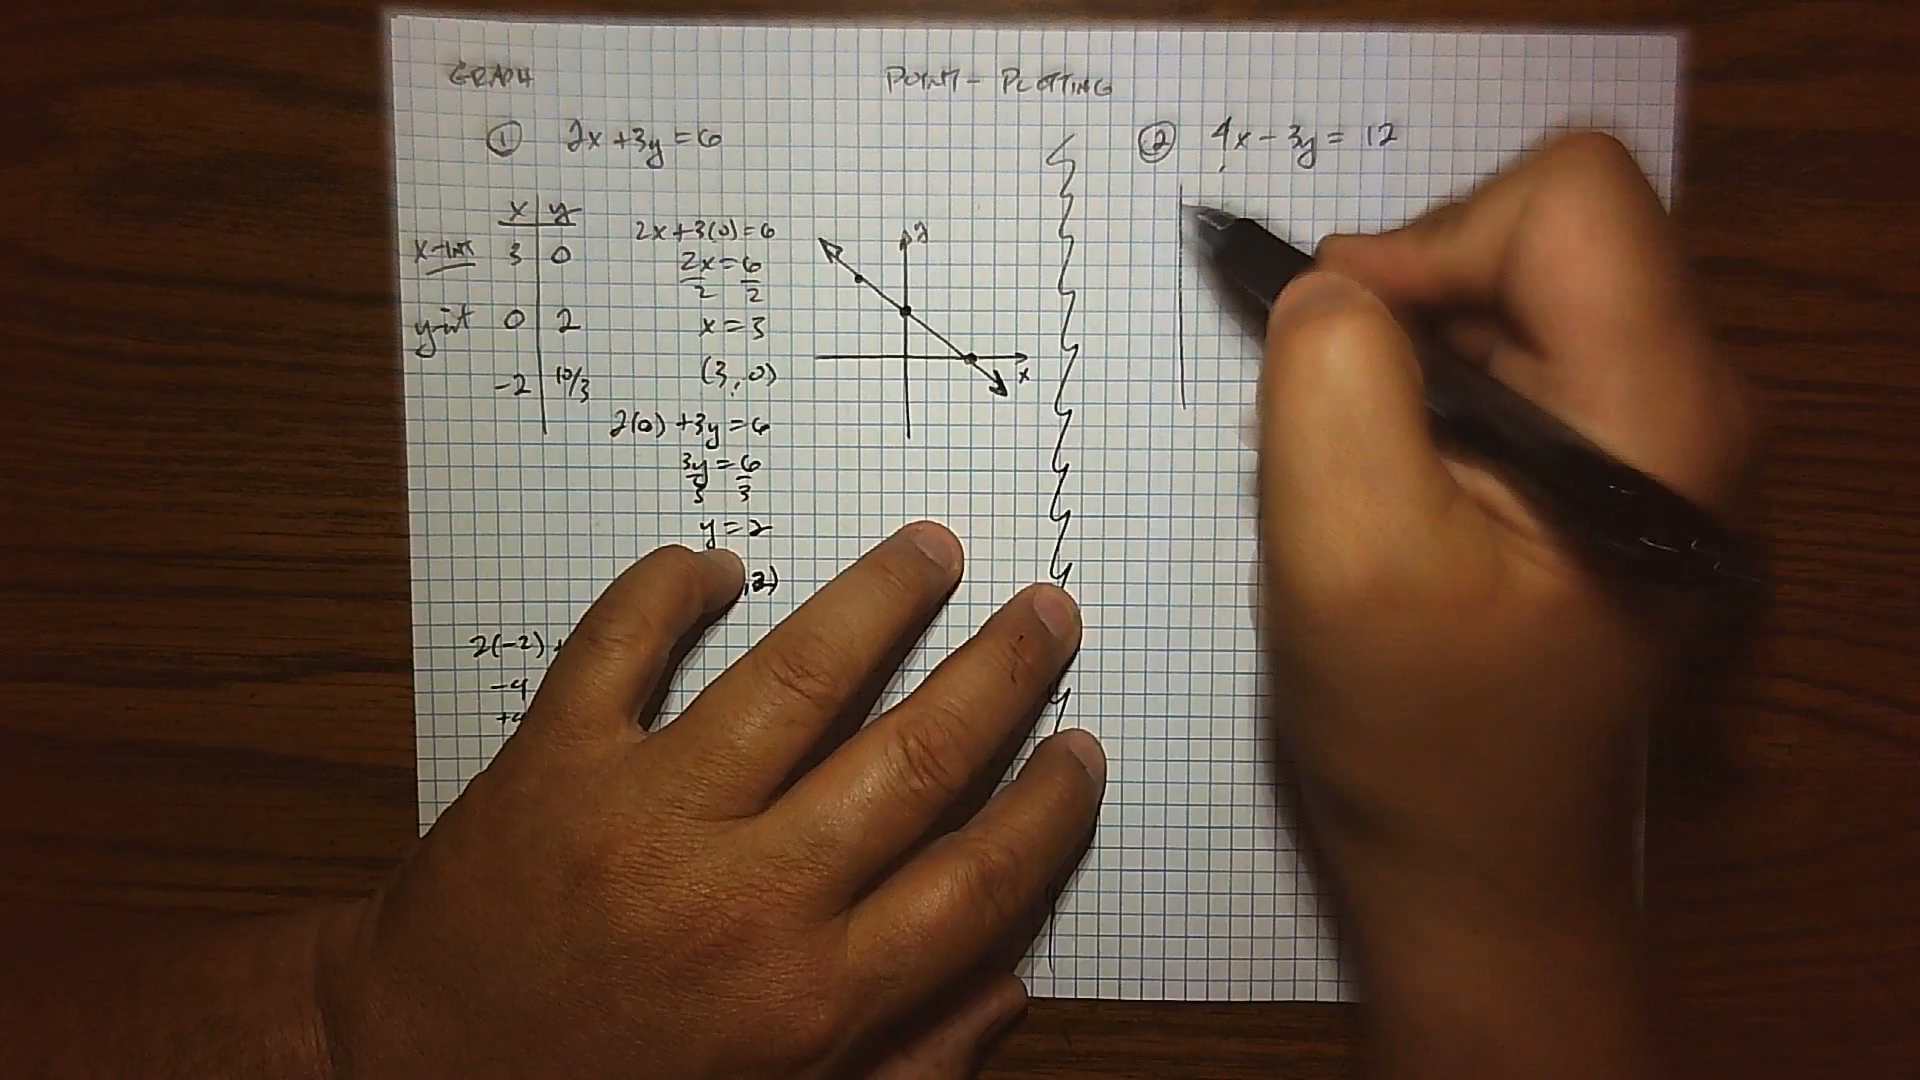 GRAPH
POINT - PLOTTING
① 2x + 3y = 6
x y
x-int 3 0
y-int 0 2
-2 10/3
2x + 3(0) = 6
2x = 6
2 2
x = 3
(3, 0)
2(0) + 3y = 6
3y = 6
3 3
y = 2
,2)
2(-2) +
-4
+4
y
x
② 4x - 3y = 12